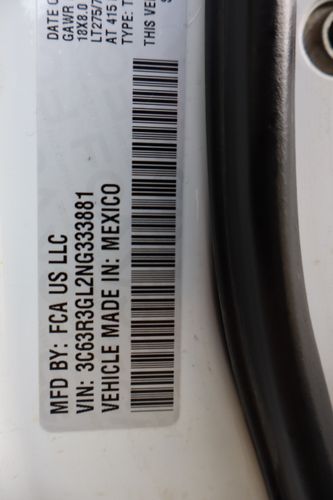 DATE O
GAWR
18X8.0
LT275/7
AT 415
TYPE: T
THIS VE
MFD BY: FCA US LLC
VIN: 3C63R3GL2NG333881
VEHICLE MADE IN: MEXICO